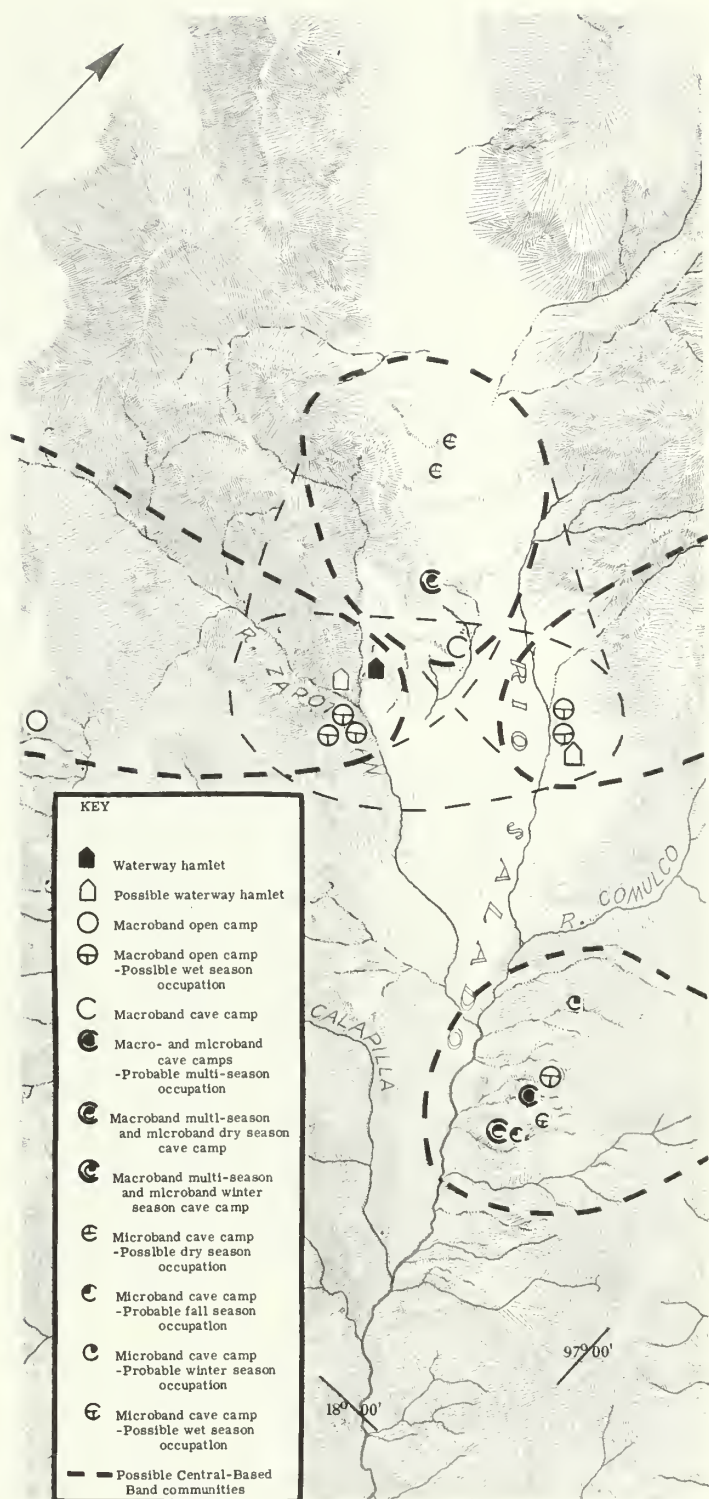 R. ZAROTITLAN
RIO SALADO
R. COMULCO
CALAPILLA
KEY
Waterway hamlet
Possible waterway hamlet
Macroband open camp
Macroband open camp
-Possible wet season
occupation
Macroband cave camp
Macro- and microband
cave camps
-Probable multi-season
occupation
Macroband multi-season
and microband dry season
cave camp
Macroband multi-season
and microband winter
season cave camp
Microband cave camp
-Possible dry season
occupation
Microband cave camp
-Probable fall season
occupation
Microband cave camp
-Probable winter season
occupation
Microband cave camp
-Possible wet season
occupation
Possible Central-Based
Band communities
97°00'
18° 00'